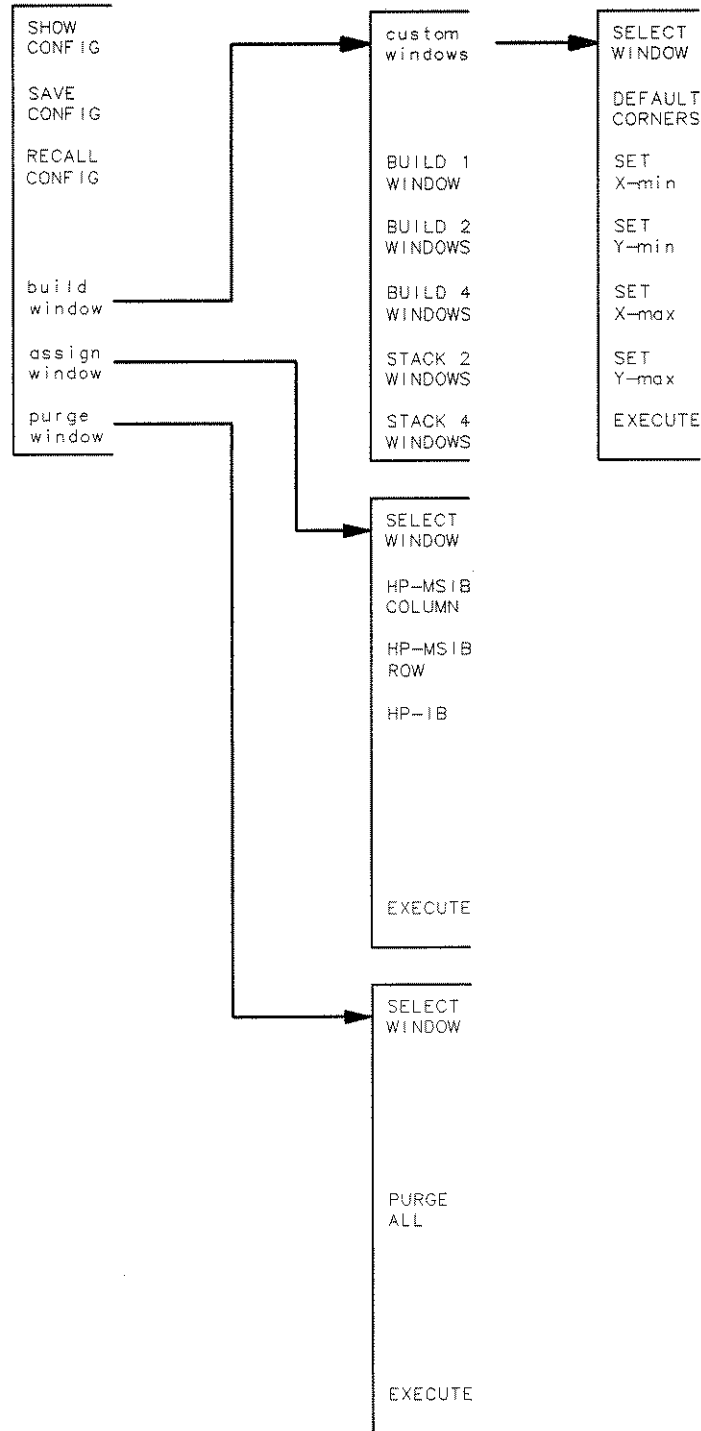 SHOW
CONFIG
SAVE
CONFIG
RECALL
CONFIG
build
window
assign
window
purge
window
custom
windows
BUILD 1
WINDOW
BUILD 2
WINDOWS
BUILD 4
WINDOWS
STACK 2
WINDOWS
STACK 4
WINDOWS
SELECT
WINDOW
DEFAULT
CORNERS
SET
X-min
SET
Y-min
SET
X-max
SET
Y-max
EXECUTE
SELECT
WINDOW
HP-MSIB
COLUMN
HP-MSIB
ROW
HP-IB
EXECUTE
SELECT
WINDOW
PURGE
ALL
EXECUTE